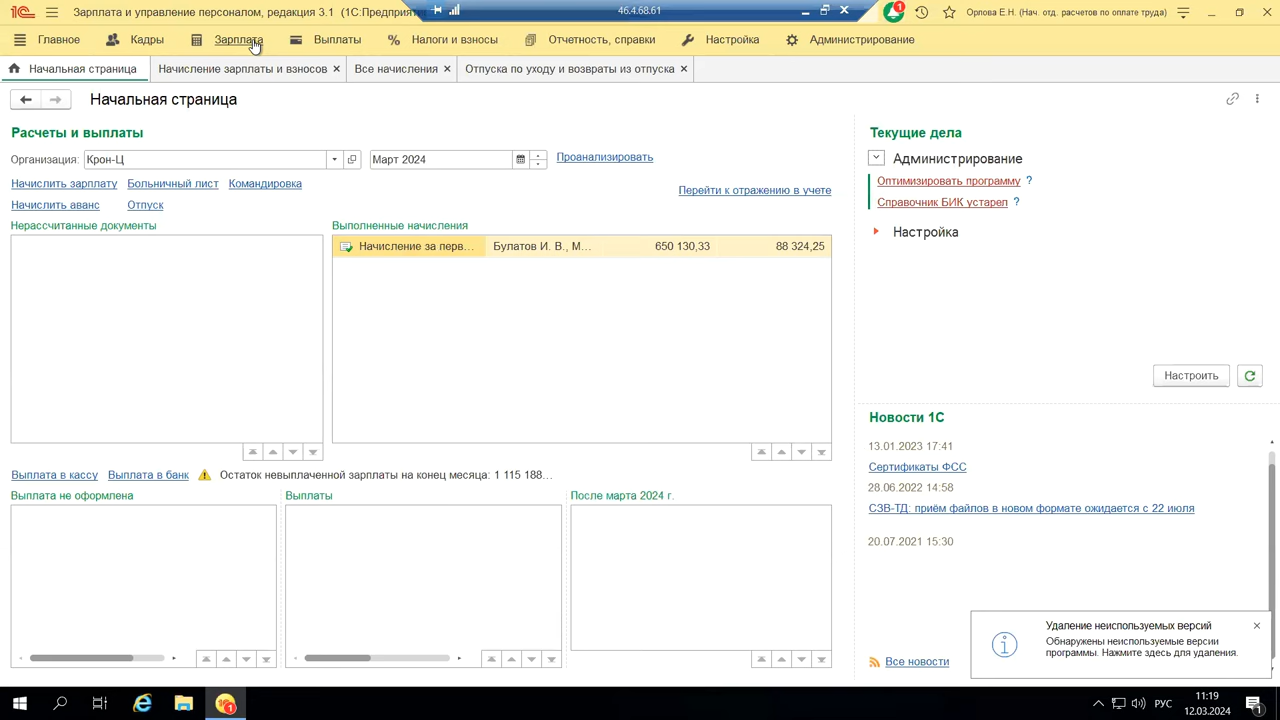 Зарплата и управление персоналом, редакция 3.1 (1С:Предприят
46.4.68.61
1
Орлова Е.Н. (Нач. отд. расчетов по оплате труда)
Главное
Кадры
Зарплата
Выплаты
Налоги и взносы
Отчетность, справки
Настройка
Администрирование
Начальная страница
Начисление зарплаты и взносов
Все начисления
Отпуска по уходу и возвраты из отпуска
Начальная страница
Расчеты и выплаты
Организация: Крон-Ц
Март 2024
Проанализировать
Начислить зарплату
Больничный лист
Командировка
Перейти к отражению в учете
Начислить аванс
Отпуск
Нерассчитанные документы
Выполненные начисления
Начисление за перв... Булатов И. В., М... 650 130,33 88 324,25
Выплата в кассу
Выплата в банк
Остаток невыплаченной зарплаты на конец месяца: 1 115 188...
Выплата не оформлена
Выплаты
После марта 2024 г.
Текущие дела
Администрирование
Оптимизировать программу ?
Справочник БИК устарел ?
Настройка
Настроить
Новости 1С
13.01.2023 17:41
Сертификаты ФСС
28.06.2022 14:58
СЗВ-ТД: приём файлов в новом формате ожидается с 22 июля
20.07.2021 15:30
Все новости
Удаление неиспользуемых версий
Обнаружены неиспользуемые версии
программы. Нажмите здесь для удаления.
РУС
11:19
12.03.2024
1